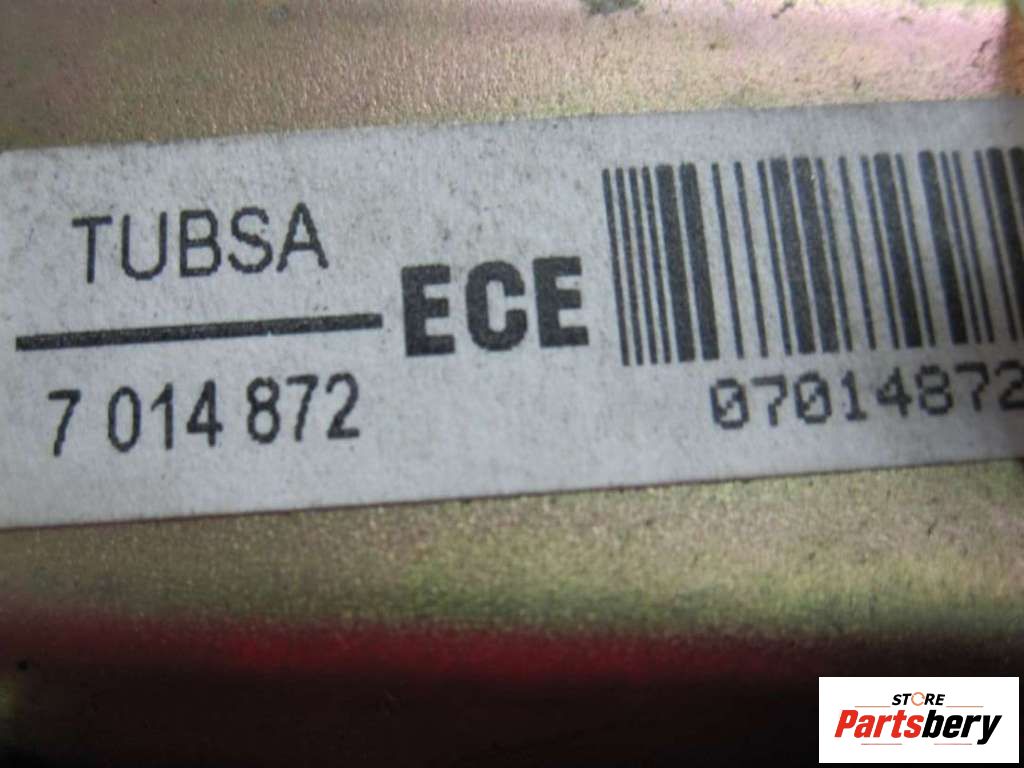 TUBSA
ECE
7 014 872
07014872
STORE
Partsbery